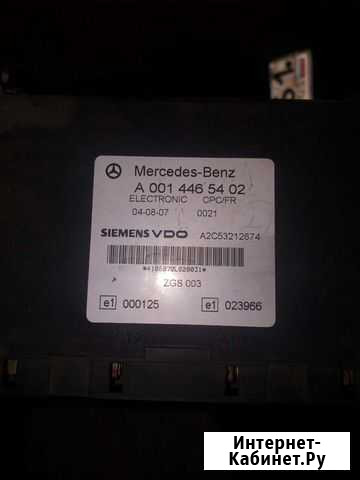 Mercedes-Benz
A 001 446 54 02
ELECTRONIC CPC/FR
04-08-07 0021
SIEMENS VDO A2C53212674
ZGS 003
e1 000125 e1 023966
Интернет-
Кабинет.Ру